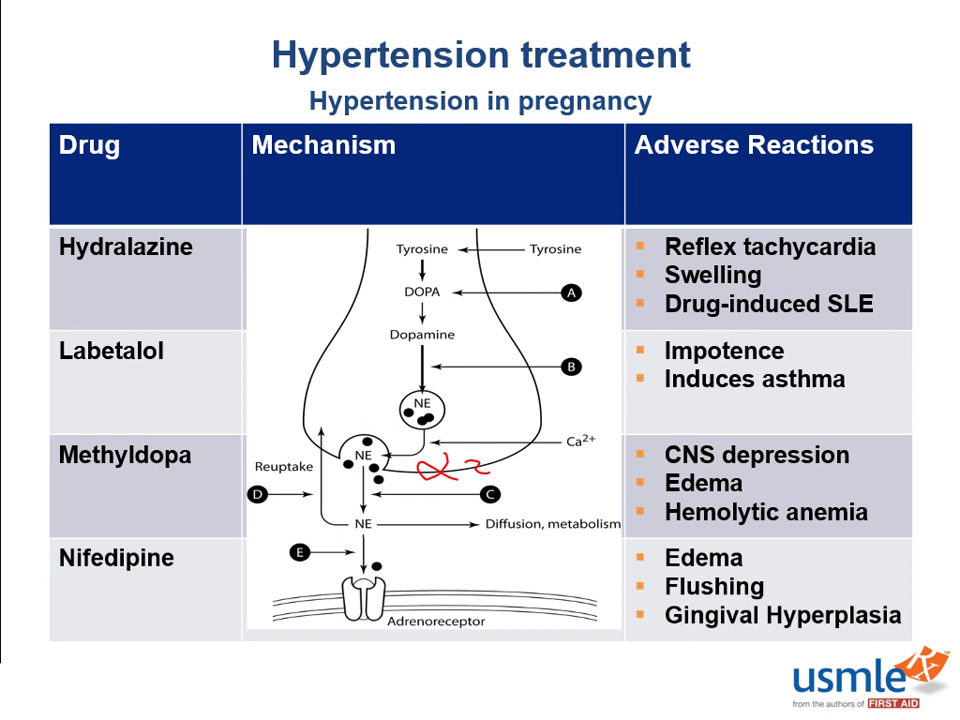 Hypertension treatment
Hypertension in pregnancy
Drug
Mechanism
Adverse Reactions
Hydralazine
Reflex tachycardia
Swelling
Drug-induced SLE
Labetalol
Impotence
Induces asthma
Methyldopa
CNS depression
Edema
Hemolytic anemia
Nifedipine
Edema
Flushing
Gingival Hyperplasia
Tyrosine
Tyrosine
DOPA
A
Dopamine
B
NE
Ca2+
NE
α2
Reuptake
D
C
NE
Diffusion, metabolism
E
Adrenoreceptor
usmle Rx™
from the authors of FIRST AID